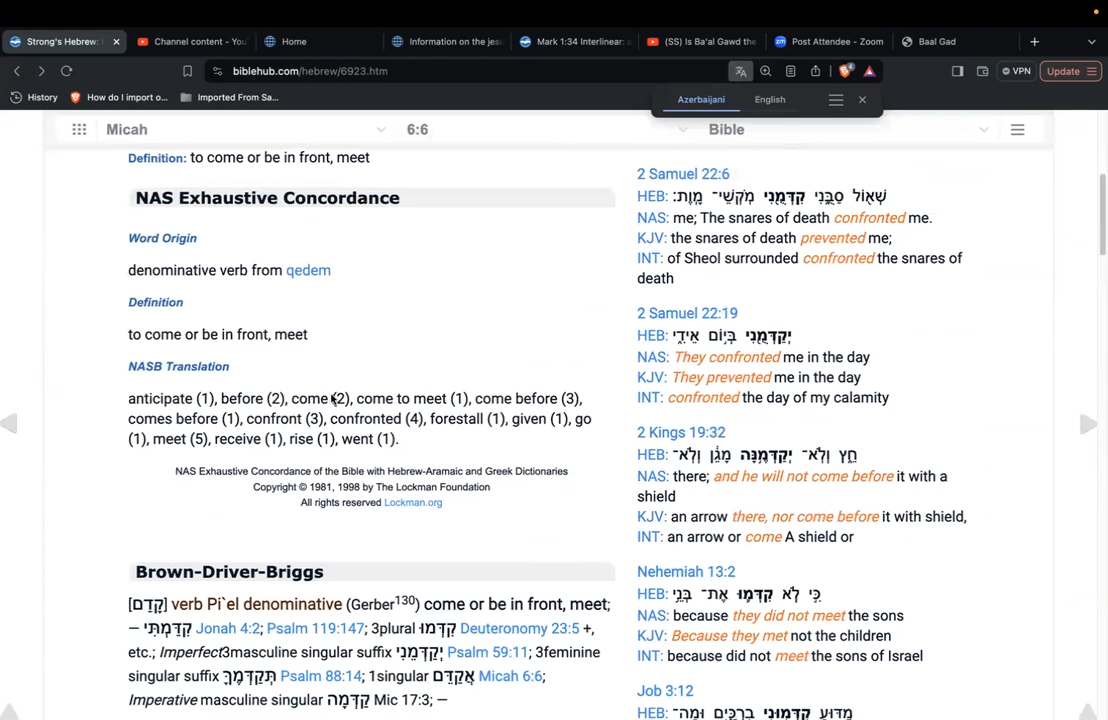 Strong's Hebrew:
Channel content - You
Home
Information on the jesu
Mark 1:34 Interlinear:
(SS) Is Ba'al Gawd the
Post Attendee - Zoom
Baal Gad
biblehub.com/hebrew/6923.htm
VPN
Update
History
How do I import o...
Imported From Sa...
Azerbaijani
English
Micah
6:6
Bible
Definition: to come or be in front, meet
NAS Exhaustive Concordance
Word Origin
denominative verb from qedem
Definition
to come or be in front, meet
NASB Translation
anticipate (1), before (2), come (2), come to meet (1), come before (3),
comes before (1), confront (3), confronted (4), forestall (1), given (1), go
(1), meet (5), receive (1), rise (1), went (1).
NAS Exhaustive Concordance of the Bible with Hebrew-Aramaic and Greek Dictionaries
Copyright © 1981, 1998 by The Lockman Foundation
All rights reserved Lockman.org
Brown-Driver-Briggs
[קָדַם] verb Pi`el denominative (Gerber130) come or be in front, meet;
— קִדַּמְתִּי Jonah 4:2; Psalm 119:147, 3plural קִדְּמוּ Deuteronomy 23:5 +,
etc.; Imperfect3masculine singular suffix יְקַדְּמֵנִי Psalm 59:11; 3feminine
singular suffix תְּקַדְּמֶךָּ Psalm 88:14; 1singular אֲקַדֵּם Micah 6:6;
Imperative masculine singular קַדְּמָה Mic 17:3; —
2 Samuel 22:6
HEB: שְׁא֖וֹל סַבֻּ֑נִי קִדְּמֻ֖נִי מֹֽקְשֵׁי־ מָֽוֶת׃
NAS: me; The snares of death confronted me.
KJV: the snares of death prevented me;
INT: of Sheol surrounded confronted the snares of
death
2 Samuel 22:19
HEB: יְקַדְּמֻ֖נִי בְּי֣וֹם אֵידִ֑י
NAS: They confronted me in the day
KJV: They prevented me in the day
INT: confronted the day of my calamity
2 Kings 19:32
HEB: חֵ֑ץ וְלֹֽא־ יְקַדְּמֶ֣נָּה מָגֵ֔ן וְלֹֽא־
NAS: there; and he will not come before it with a
shield
KJV: an arrow there, nor come before it with shield,
INT: an arrow or come A shield or
Nehemiah 13:2
HEB: כִּ֣י לֹ֧א קִדְּמ֛וּ אֶת־ בְּנֵ֥י
NAS: because they did not meet the sons
KJV: Because they met not the children
INT: because did not meet the sons of Israel
Job 3:12
HEB: מַ֭דּוּעַ קִדְּמ֣וּנִי בִרְכָּ֑יִם וּמַה־